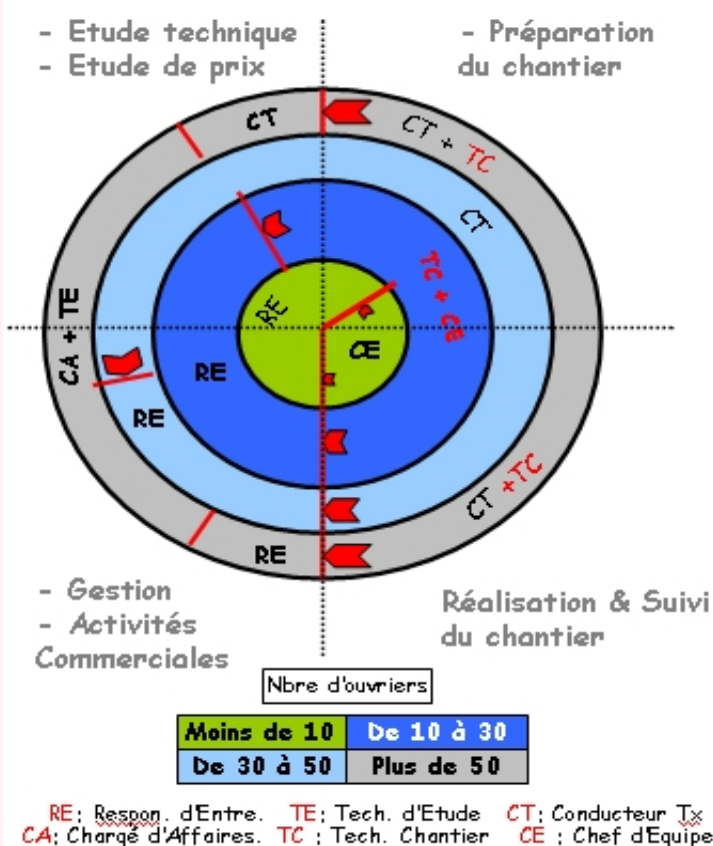 - Etude technique
- Etude de prix
- Préparation
du chantier
CT
CT + TC
CT
RE
TC + CE
CA + TE
CE
RE
RE
CT +TC
RE
- Gestion
- Activités
Commerciales
Réalisation & Suivi
du chantier
Nbre d'ouvriers
Moins de 10 De 10 à 30
De 30 à 50 Plus de 50
RE: Respon. d'Entre. TE: Tech. d'Etude CT: Conducteur Tx
CA: Chargé d'Affaires. TC : Tech. Chantier CE : Chef d'Equipe